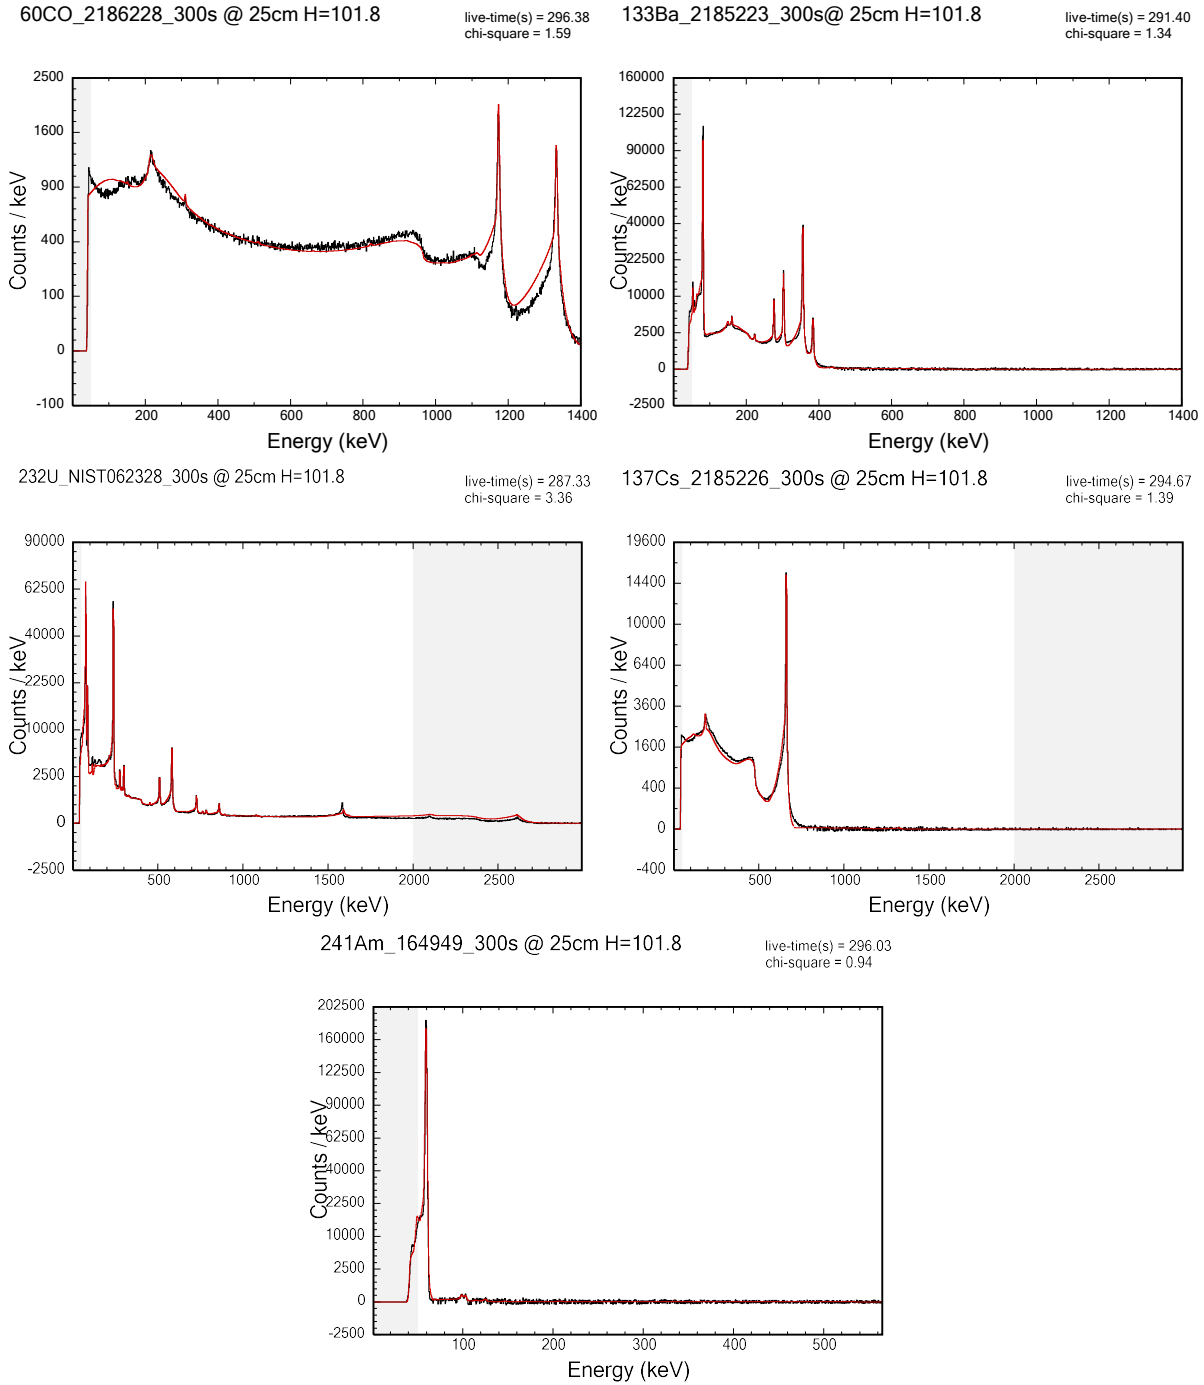 60CO_2186228_300s @ 25cm H=101.8
live-time(s) = 296.38
chi-square = 1.59
2500
1600
900
400
100
0
-100
Counts / keV
200 400 600 800 1000 1200 1400
Energy (keV)
133Ba_2185223_300s@ 25cm H=101.8
live-time(s) = 291.40
chi-square = 1.34
160000
122500
90000
62500
40000
22500
10000
2500
0
-2500
Counts / keV
200 400 600 800 1000 1200 1400
Energy (keV)
232U_NIST062328_300s @ 25cm H=101.8
live-time(s) = 287.33
chi-square = 3.36
90000
62500
40000
22500
10000
2500
0
-2500
Counts / keV
500 1000 1500 2000 2500
Energy (keV)
137Cs_2185226_300s @ 25cm H=101.8
live-time(s) = 294.67
chi-square = 1.39
19600
14400
10000
6400
3600
1600
400
0
-400
Counts / keV
500 1000 1500 2000 2500
Energy (keV)
241Am_164949_300s @ 25cm H=101.8
live-time(s) = 296.03
chi-square = 0.94
202500
160000
122500
90000
62500
40000
22500
10000
2500
0
-2500
Counts / keV
100 200 300 400 500
Energy (keV)